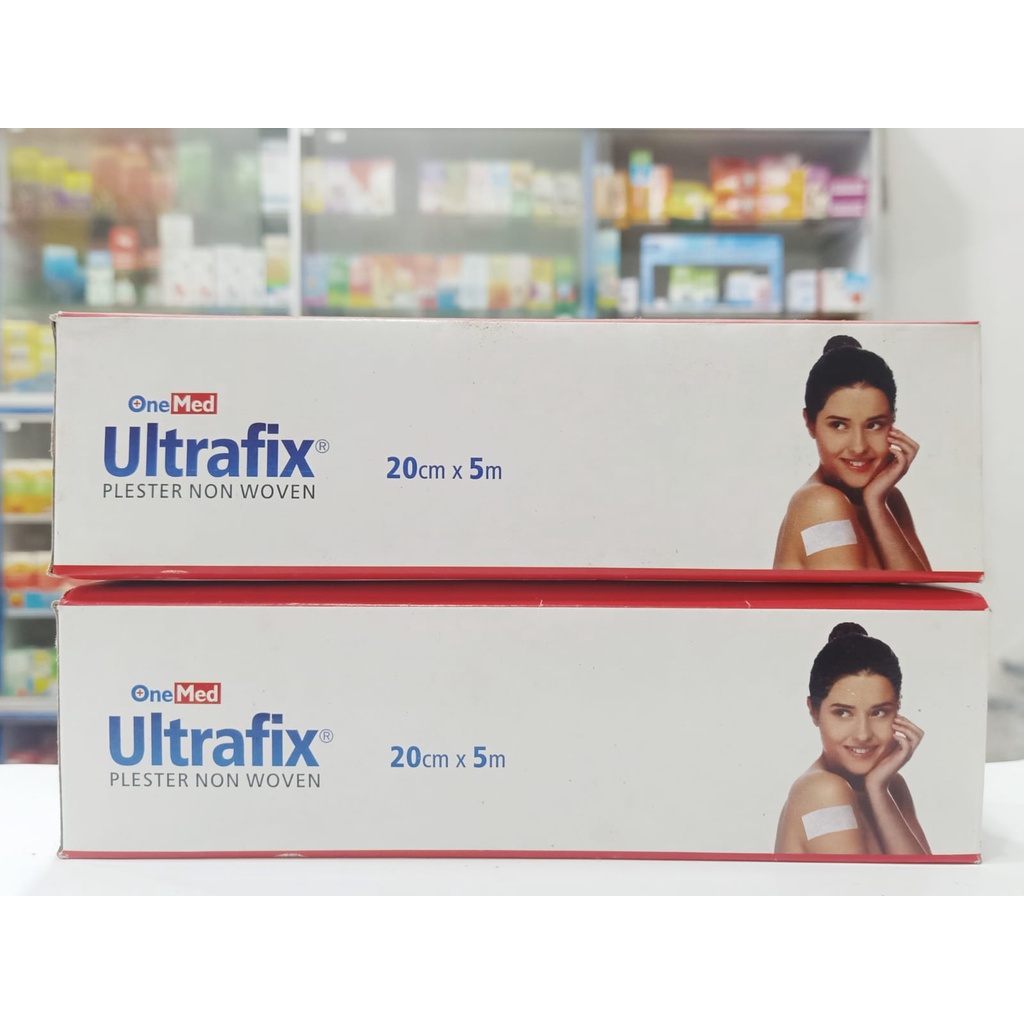 OneMed
Ultrafix®
PLESTER NON WOVEN
20cm x 5m
OneMed
Ultrafix®
PLESTER NON WOVEN
20cm x 5m